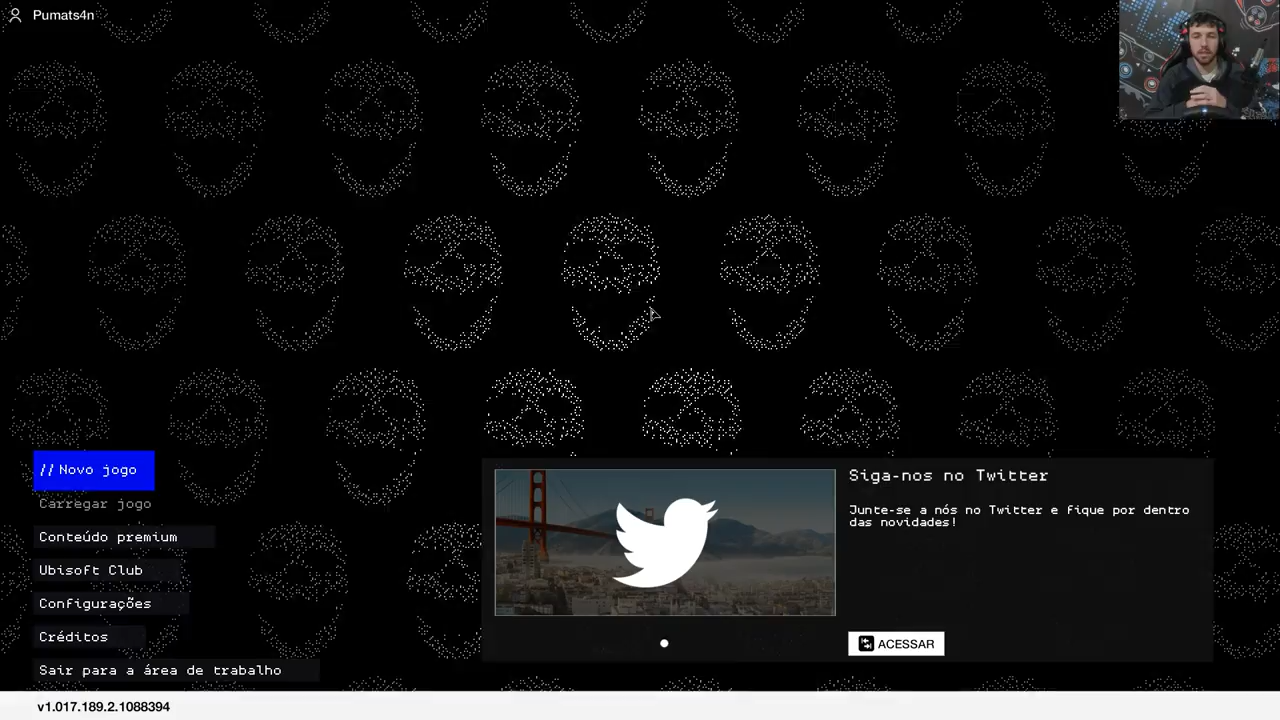 Pumats4n
// Novo jogo
Carregar jogo
Conteúdo premium
Ubisoft Club
Configurações
Créditos
Sair para a área de trabalho
Siga-nos no Twitter
Junte-se a nós no Twitter e fique por dentro
das novidades!
ACESSAR
v1.017.189.2.1088394